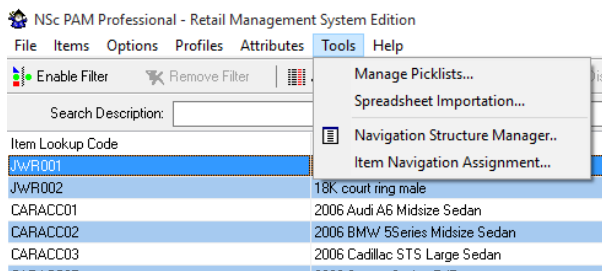 NSc PAM Professional - Retail Management System Edition
File Items Options Profiles Attributes Tools Help
Enable Filter Remove Filter
Manage Picklists...
Spreadsheet Importation...
Navigation Structure Manager..
Item Navigation Assignment...
Search Description:
Item Lookup Code
JWR001
JWR002 18K court ring male
CARACC01 2006 Audi A6 Midsize Sedan
CARACC02 2006 BMW 5Series Midsize Sedan
CARACC03 2006 Cadillac STS Large Sedan